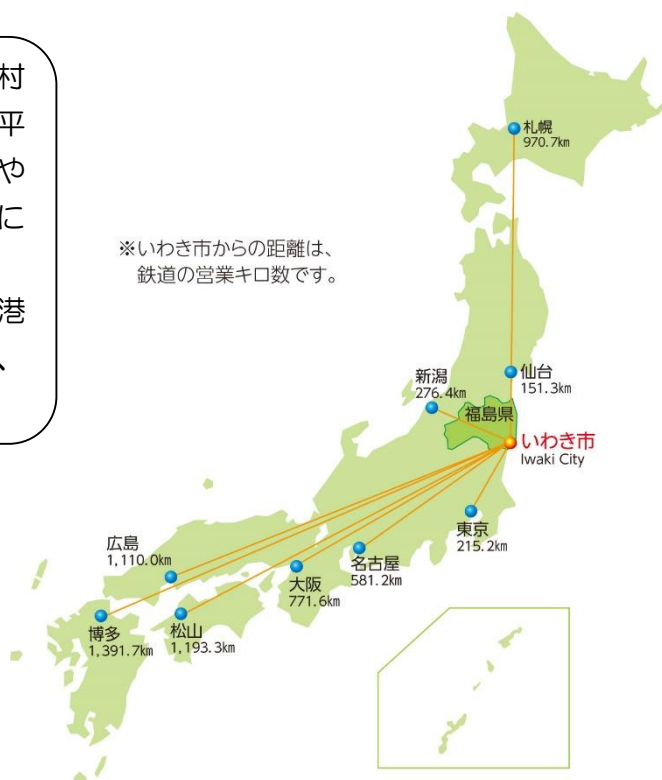 村
平
や
に
港
、
※いわき市からの距離は、
鉄道の営業キロ数です。
札幌
970.7㎞
仙台
151.3㎞
新潟
276.4㎞
福島県
いわき市
Iwaki City
東京
215.2㎞
名古屋
581.2㎞
大阪
771.6㎞
広島
1,110.0㎞
松山
1,193.3㎞
博多
1,391.7㎞